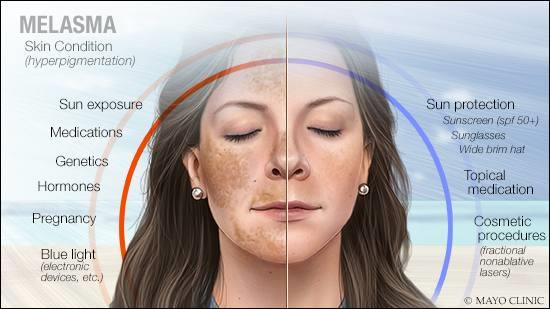 MELASMA
Skin Condition
(hyperpigmentation)
Sun exposure
Medications
Genetics
Hormones
Pregnancy
Blue light
(electronic
devices, etc.)
Sun protection
Sunscreen (spf 50+)
Sunglasses
Wide brim hat
Topical
medication
Cosmetic
procedures
(fractional
nonablative
lasers)
© MAYO CLINIC